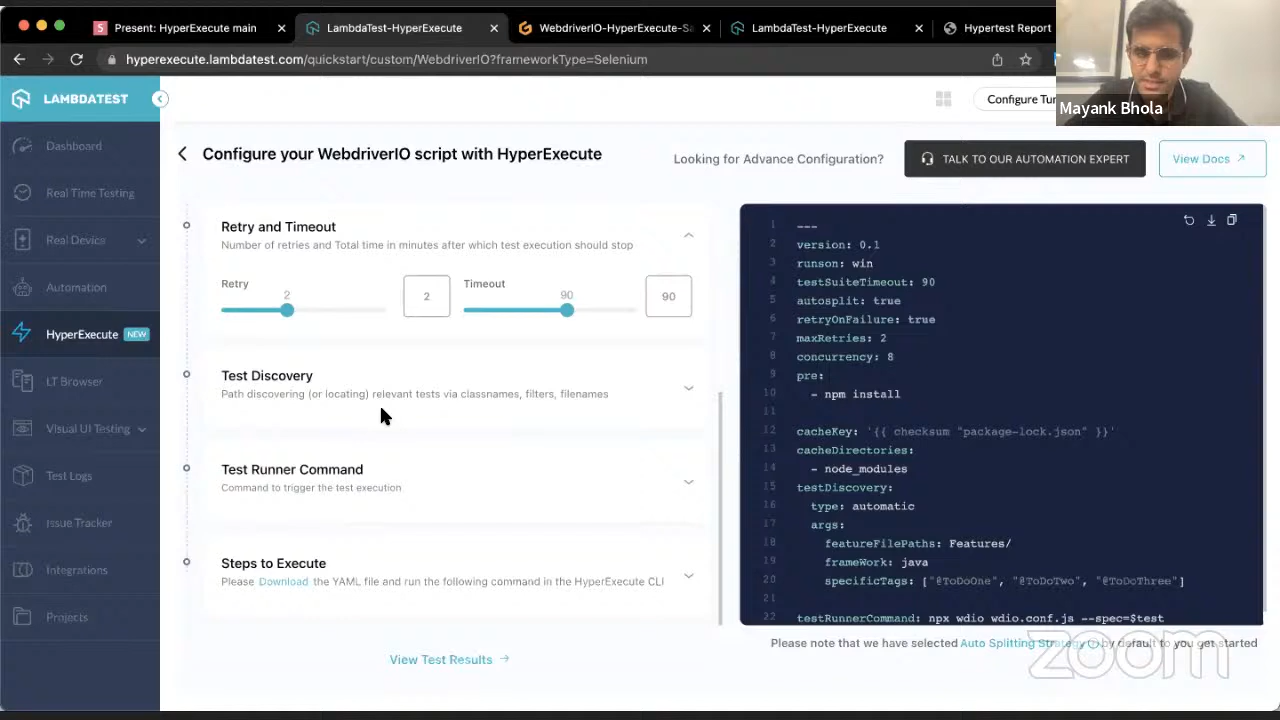 Present: HyperExecute main
LambdaTest-HyperExecute
WebdriverIO-HyperExecute-Sa
LambdaTest-HyperExecute
Hypertest Report
hyperexecute.lambdatest.com/quickstart/custom/WebdriverIO?frameworkType=Selenium
Mayank Bhola
LAMBDATEST
Configure Tun
Dashboard
Real Time Testing
Real Device
Automation
HyperExecute NEW
LT Browser
Visual UI Testing
Test Logs
Issue Tracker
Integrations
Projects
Configure your WebdriverIO script with HyperExecute
Looking for Advance Configuration?
TALK TO OUR AUTOMATION EXPERT
View Docs
Retry and Timeout
Number of retries and Total time in minutes after which test execution should stop
Retry
2
2
Timeout
90
90
Test Discovery
Path discovering (or locating) relevant tests via classnames, filters, filenames
Test Runner Command
Command to trigger the test execution
Steps to Execute
Please Download the YAML file and run the following command in the HyperExecute CLI
View Test Results
1 ---
2 version: 0.1
3 runson: win
4 testSuiteTimeout: 90
5 autosplit: true
6 retryOnFailure: true
7 maxRetries: 2
8 concurrency: 8
9 pre:
10 - npm install
11
12 cacheKey: '{{ checksum "package-lock.json" }}'
13 cacheDirectories:
14 - node_modules
15 testDiscovery:
16 type: automatic
17 args:
18 featureFilePaths: Features/
19 frameWork: java
20 specificTags: ["@ToDoOne", "@ToDoTwo", "@ToDoThree"]
21
22 testRunnerCommand: npx wdio wdio.conf.js --spec=$test
Please note that we have selected Auto Splitting Strategy by default to you get started
zoom